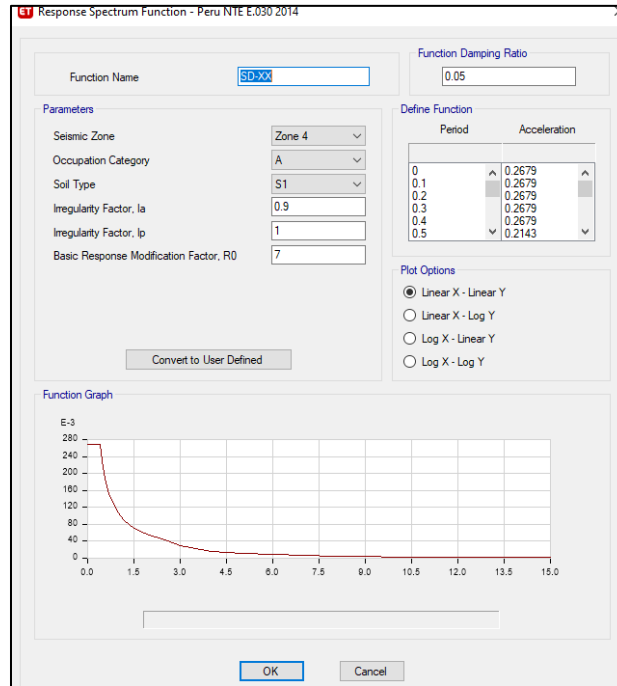 ET Response Spectrum Function - Peru NTE E.030 2014
Function Name
SD-XX
Function Damping Ratio
0.05
Parameters
Seismic Zone
Zone 4
Occupation Category
A
Soil Type
S1
Irregularity Factor, Ia
0.9
Irregularity Factor, Ip
1
Basic Response Modification Factor, R0
7
Convert to User Defined
Define Function
Period Acceleration
0 0.2679
0.1 0.2679
0.2 0.2679
0.3 0.2679
0.4 0.2679
0.5 0.2143
Plot Options
Linear X - Linear Y
Linear X - Log Y
Log X - Linear Y
Log X - Log Y
Function Graph
E-3
280
240
200
160
120
80
40
0
0.0 1.5 3.0 4.5 6.0 7.5 9.0 10.5 12.0 13.5 15.0
OK Cancel